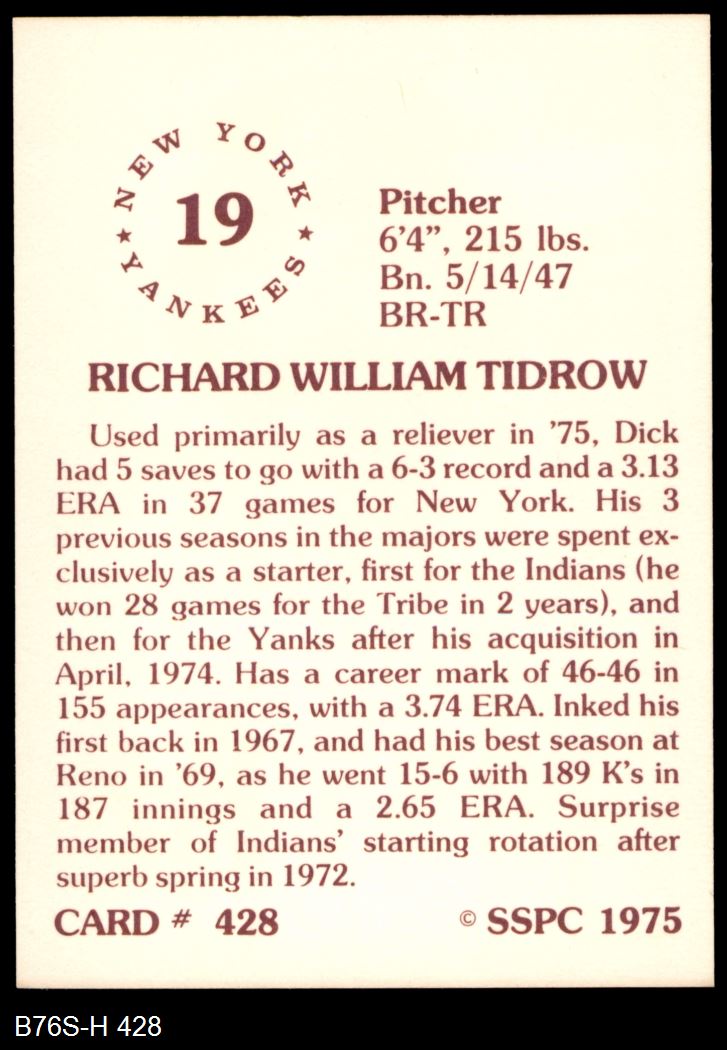 NEW YORK
★ 19 ★
YANKEES
Pitcher
6'4”, 215 lbs.
Bn. 5/14/47
BR-TR
RICHARD WILLIAM TIDROW
Used primarily as a reliever in ’75, Dick
had 5 saves to go with a 6-3 record and a 3.13
ERA in 37 games for New York. His 3
previous seasons in the majors were spent ex-
clusively as a starter, first for the Indians (he
won 28 games for the Tribe in 2 years), and
then for the Yanks after his acquisition in
April, 1974. Has a career mark of 46-46 in
155 appearances, with a 3.74 ERA. Inked his
first back in 1967, and had his best season at
Reno in ’69, as he went 15-6 with 189 K’s in
187 innings and a 2.65 ERA. Surprise
member of Indians’ starting rotation after
superb spring in 1972.
CARD # 428 © SSPC 1975
B76S-H 428